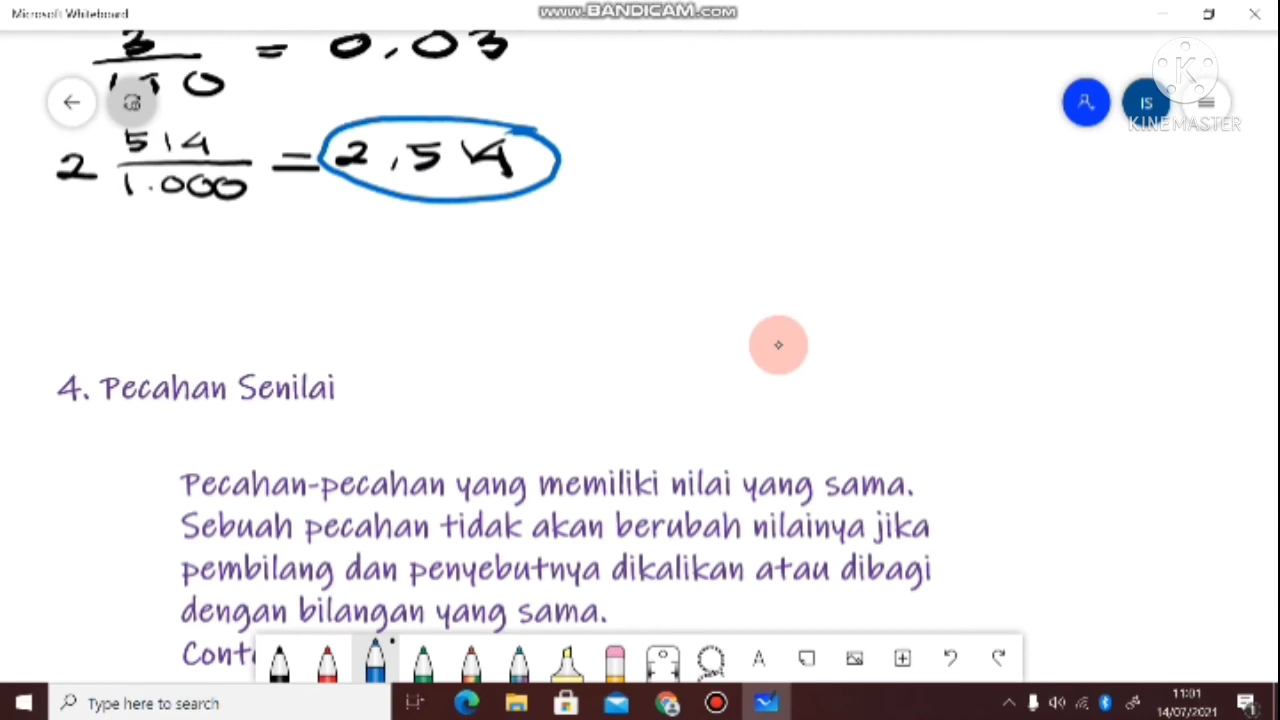 Microsoft Whiteboard
www.BANDICAM.com
3/100 = 0,03
IS
KINEMASTER
2 514/1.000 = 2,514
4. Pecahan Senilai
Pecahan-pecahan yang memiliki nilai yang sama.
Sebuah pecahan tidak akan berubah nilainya jika
pembilang dan penyebutnya dikalikan atau dibagi
dengan bilangan yang sama.
Type here to search
11:01
14/07/2021